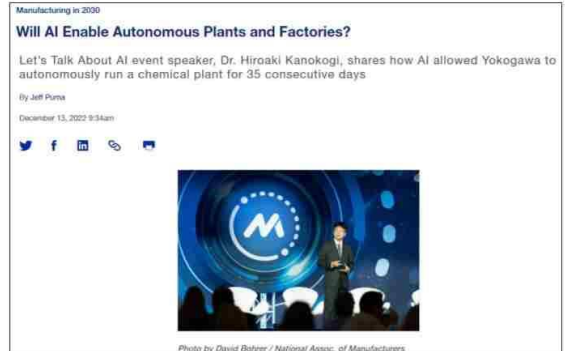 Manufacturing in 2030
Will AI Enable Autonomous Plants and Factories?
Let's Talk About AI event speaker, Dr. Hiroaki Kanokogi, shares how AI allowed Yokogawa to
autonomously run a chemical plant for 35 consecutive days
By Jeff Puma
December 13, 2022 9:34am
Photo by David Bohrer / National Assoc. of Manufacturers